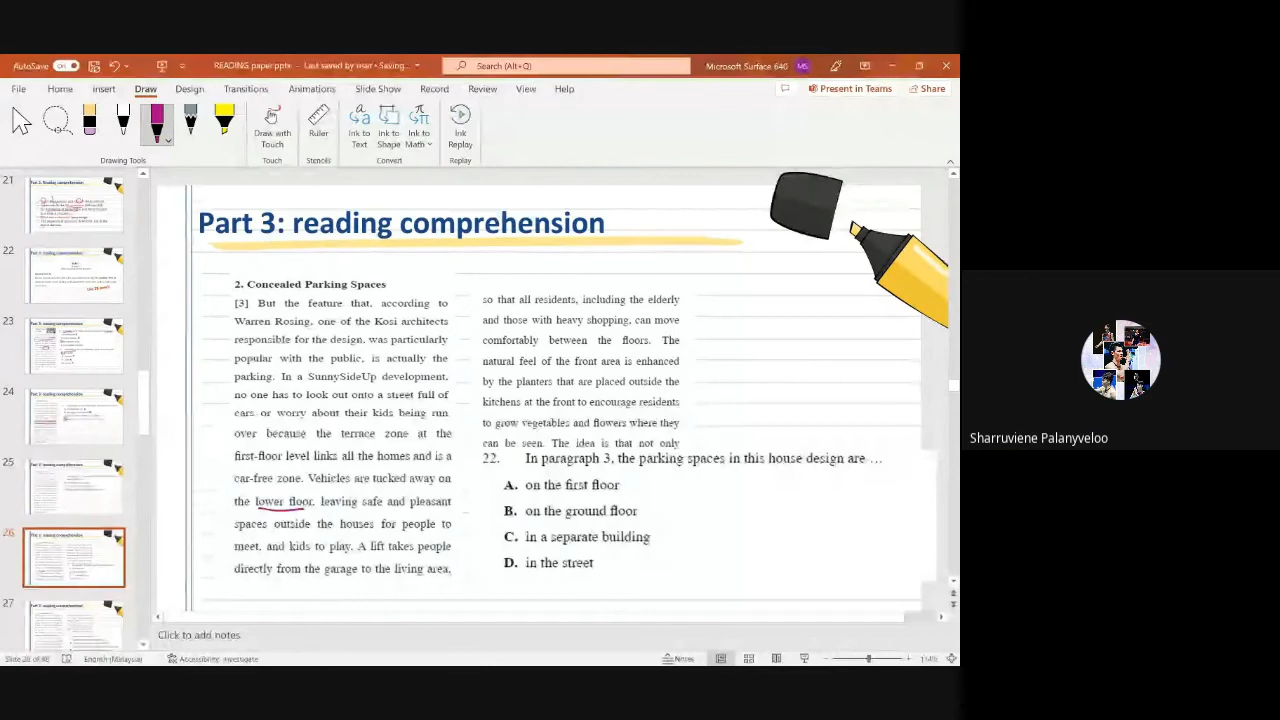 AutoSave On READING paper.pptx - Last saved by user • Saving... Search (Alt+Q) Microsoft Surface 640 MS
File Home Insert Draw Design Transitions Animations Slide Show Record Review View Help Present in Teams Share
Draw with Touch Ruler Ink to Text Ink to Shape Ink to Math Ink Replay
Drawing Tools Touch Stencils Convert Replay
21
22
23
24
25
26
27
Part 3: reading comprehension
2. Concealed Parking Spaces
[3] But the feature that, according to
Warren Rosing, one of the Kosi architects
responsible for the design, was particularly
popular with the public, is actually the
parking. In a SunnySideUp development,
no one has to look out onto a street full of
cars or worry about their kids being run
over because the terrace zone at the
first-floor level links all the homes and is a
car-free zone. Vehicles are tucked away on
the lower floor, leaving safe and pleasant
spaces outside the houses for people to
meet, and kids to play. A lift takes people
directly from the garage to the living area,
so that all residents, including the elderly
and those with heavy shopping, can move
comfortably between the floors. The
natural feel of the front area is enhanced
by the planters that are placed outside the
kitchens at the front to encourage residents
to grow vegetables and flowers where they
can be seen. The idea is that not only
22. In paragraph 3, the parking spaces in this house design are …
A. on the first floor
B. on the ground floor
C. in a separate building
D. in the street
Click to add notes
Slide 26 of 48 English (Malaysia) Accessibility: Investigate Notes 114%
Sharruviene Palanyveloo